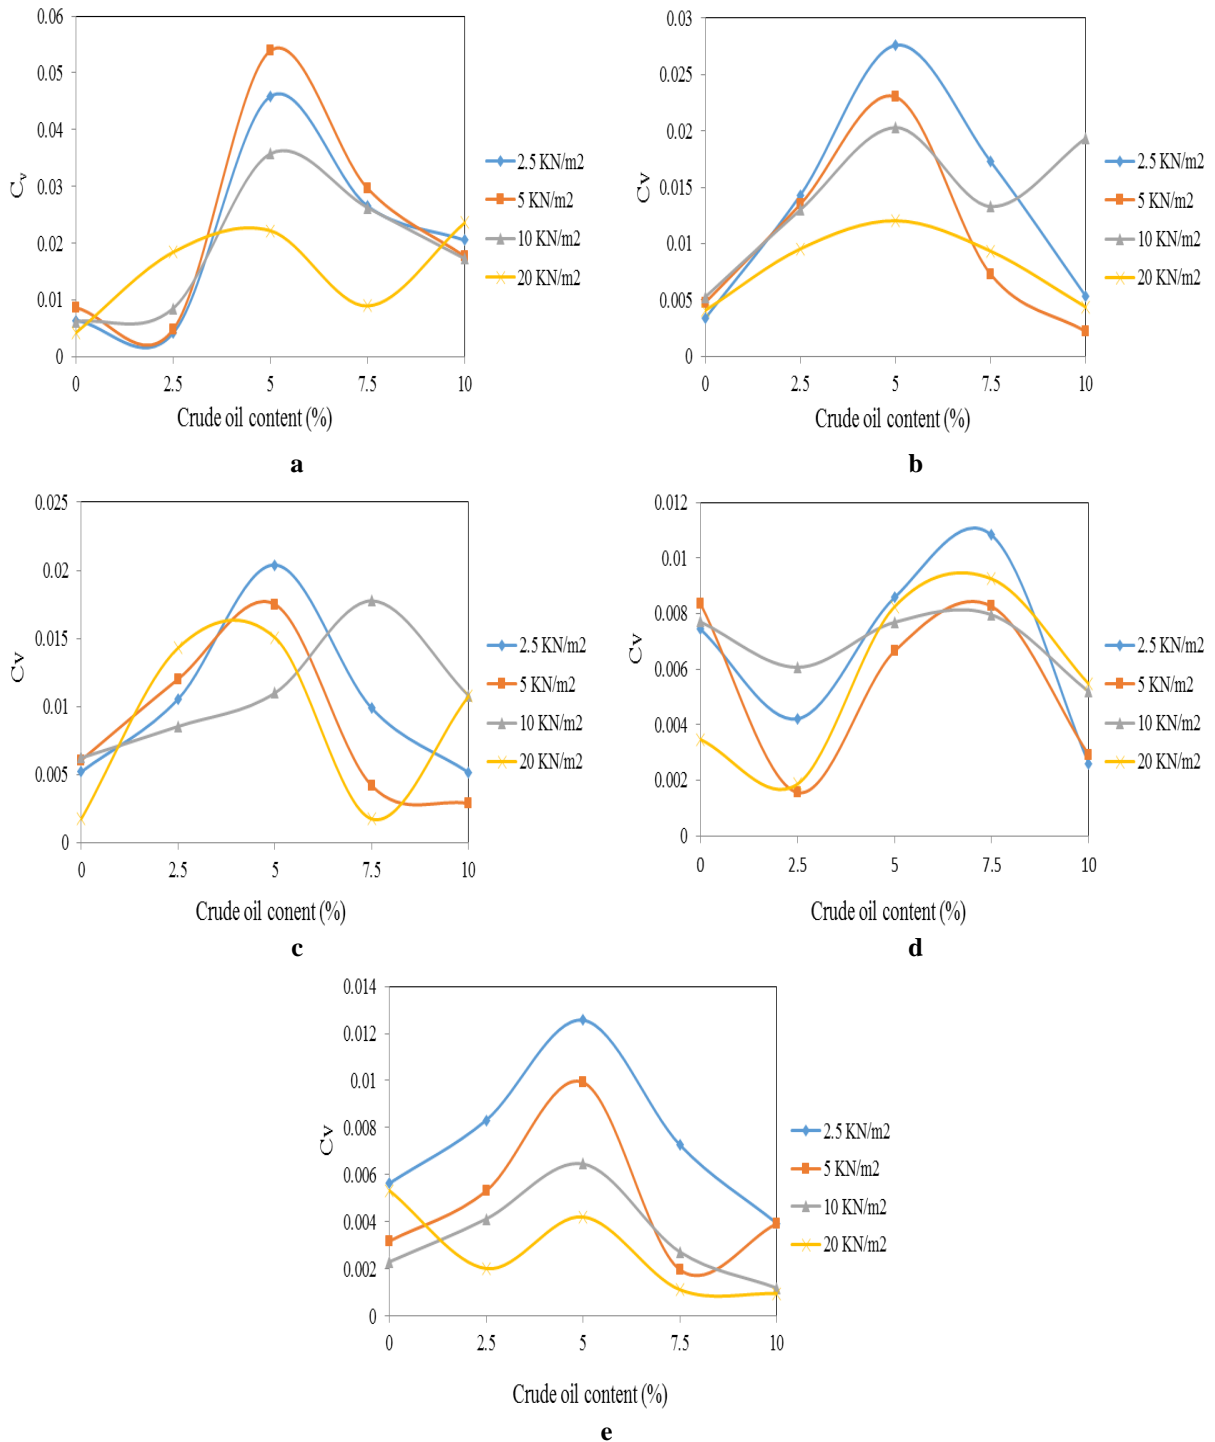 0.06
0.05
0.04
0.03
0.02
0.01
0
Cv
0 2.5 5 7.5 10
Crude oil content (%)
2.5 KN/m2
5 KN/m2
10 KN/m2
20 KN/m2
a
0.03
0.025
0.02
0.015
0.01
0.005
0
Cv
0 2.5 5 7.5 10
Crude oil content (%)
2.5 KN/m2
5 KN/m2
10 KN/m2
20 KN/m2
b
0.025
0.02
0.015
0.01
0.005
0
Cv
0 2.5 5 7.5 10
Crude oil conent (%)
2.5 KN/m2
5 KN/m2
10 KN/m2
20 KN/m2
c
0.012
0.01
0.008
0.006
0.004
0.002
0
Cv
0 2.5 5 7.5 10
Crude oil content (%)
2.5 KN/m2
5 KN/m2
10 KN/m2
20 KN/m2
d
0.014
0.012
0.01
0.008
0.006
0.004
0.002
0
Cv
0 2.5 5 7.5 10
Crude oil content (%)
2.5 KN/m2
5 KN/m2
10 KN/m2
20 KN/m2
e